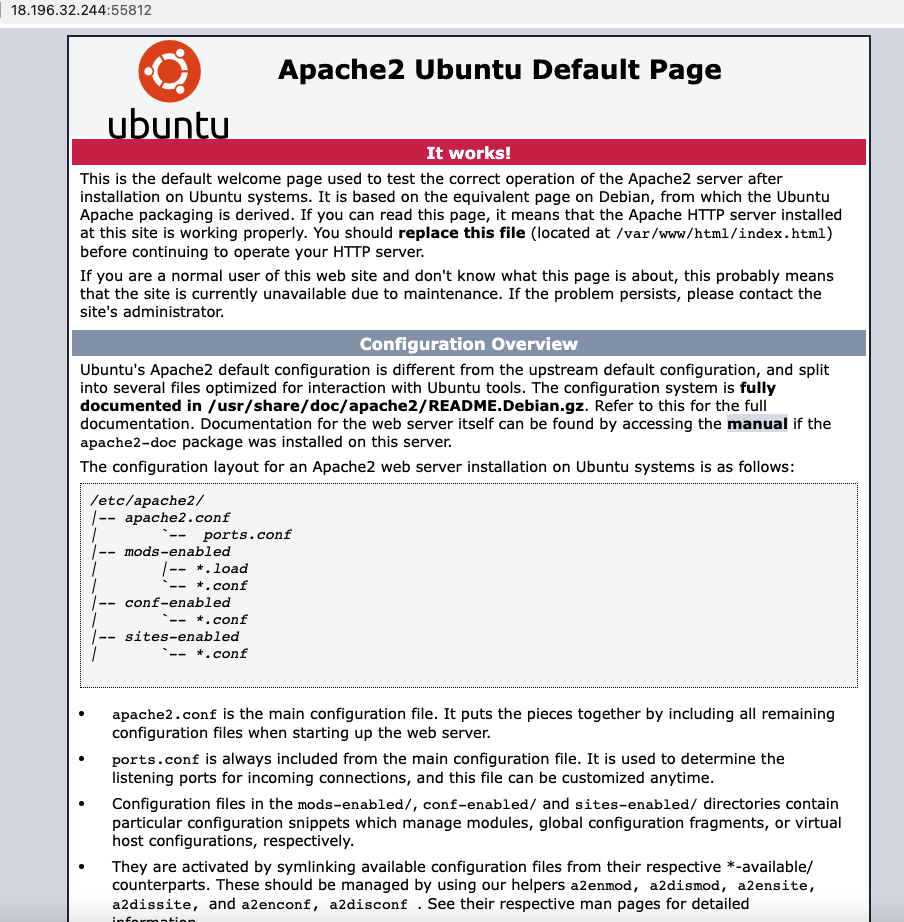 18.196.32.244:55812
Apache2 Ubuntu Default Page
ubuntu
It works!
This is the default welcome page used to test the correct operation of the Apache2 server after
installation on Ubuntu systems. It is based on the equivalent page on Debian, from which the Ubuntu
Apache packaging is derived. If you can read this page, it means that the Apache HTTP server installed
at this site is working properly. You should replace this file (located at /var/www/html/index.html)
before continuing to operate your HTTP server.
If you are a normal user of this web site and don't know what this page is about, this probably means
that the site is currently unavailable due to maintenance. If the problem persists, please contact the
site's administrator.
Configuration Overview
Ubuntu's Apache2 default configuration is different from the upstream default configuration, and split
into several files optimized for interaction with Ubuntu tools. The configuration system is fully
documented in /usr/share/doc/apache2/README.Debian.gz. Refer to this for the full
documentation. Documentation for the web server itself can be found by accessing the manual if the
apache2-doc package was installed on this server.
The configuration layout for an Apache2 web server installation on Ubuntu systems is as follows:
/etc/apache2/
|-- apache2.conf
|       `--  ports.conf
|-- mods-enabled
|       |-- *.load
|       `-- *.conf
|-- conf-enabled
|       `-- *.conf
|-- sites-enabled
|       `-- *.conf
• apache2.conf is the main configuration file. It puts the pieces together by including all remaining
configuration files when starting up the web server.
• ports.conf is always included from the main configuration file. It is used to determine the
listening ports for incoming connections, and this file can be customized anytime.
• Configuration files in the mods-enabled/, conf-enabled/ and sites-enabled/ directories contain
particular configuration snippets which manage modules, global configuration fragments, or virtual
host configurations, respectively.
• They are activated by symlinking available configuration files from their respective *-available/
counterparts. These should be managed by using our helpers a2enmod, a2dismod, a2ensite,
a2dissite, and a2enconf, a2disconf . See their respective man pages for detailed
information.